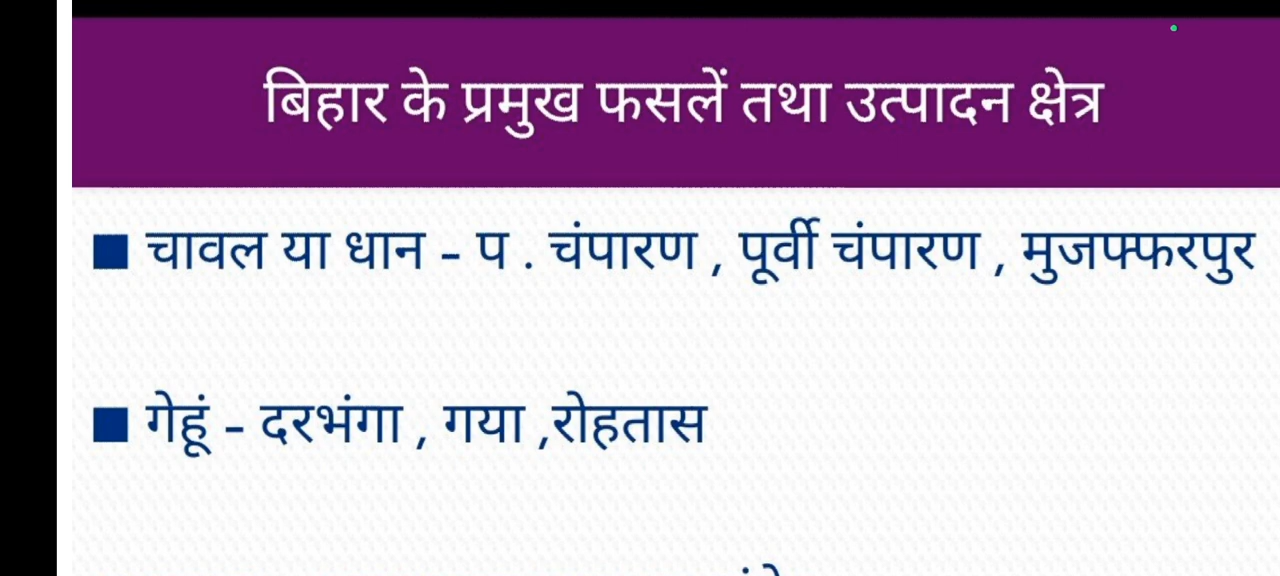 बिहार के प्रमुख फसलें तथा उत्पादन क्षेत्र
■ चावल या धान - प . चंपारण , पूर्वी चंपारण , मुजफ्फरपुर
■ गेहूं - दरभंगा , गया ,रोहतास